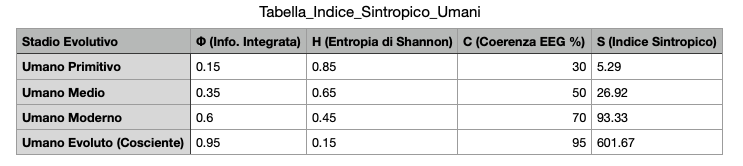 Tabella_Indice_Sintropico_Umani
Stadio Evolutivo Φ (Info. Integrata) H (Entropia di Shannon) C (Coerenza EEG %) S (Indice Sintropico)
Umano Primitivo 0.15 0.85 30 5.29
Umano Medio 0.35 0.65 50 26.92
Umano Moderno 0.6 0.45 70 93.33
Umano Evoluto (Cosciente) 0.95 0.15 95 601.67